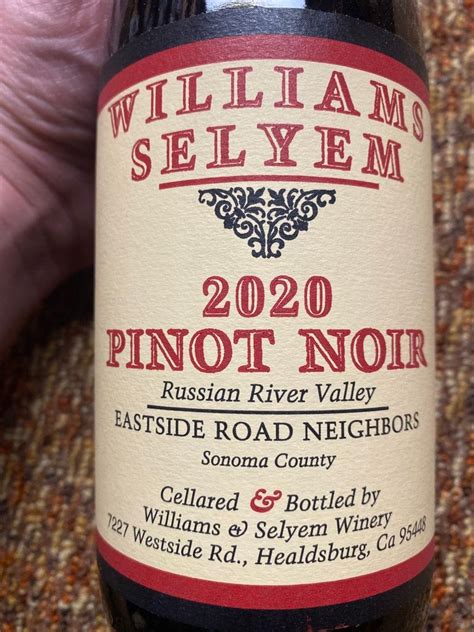 WILLIAMS
SELYEM
2020
PINOT NOIR
Russian River Valley
EASTSIDE ROAD NEIGHBORS
Sonoma County
Cellared & Bottled by
Williams & Selyem Winery
7227 Westside Rd., Healdsburg, Ca 95448